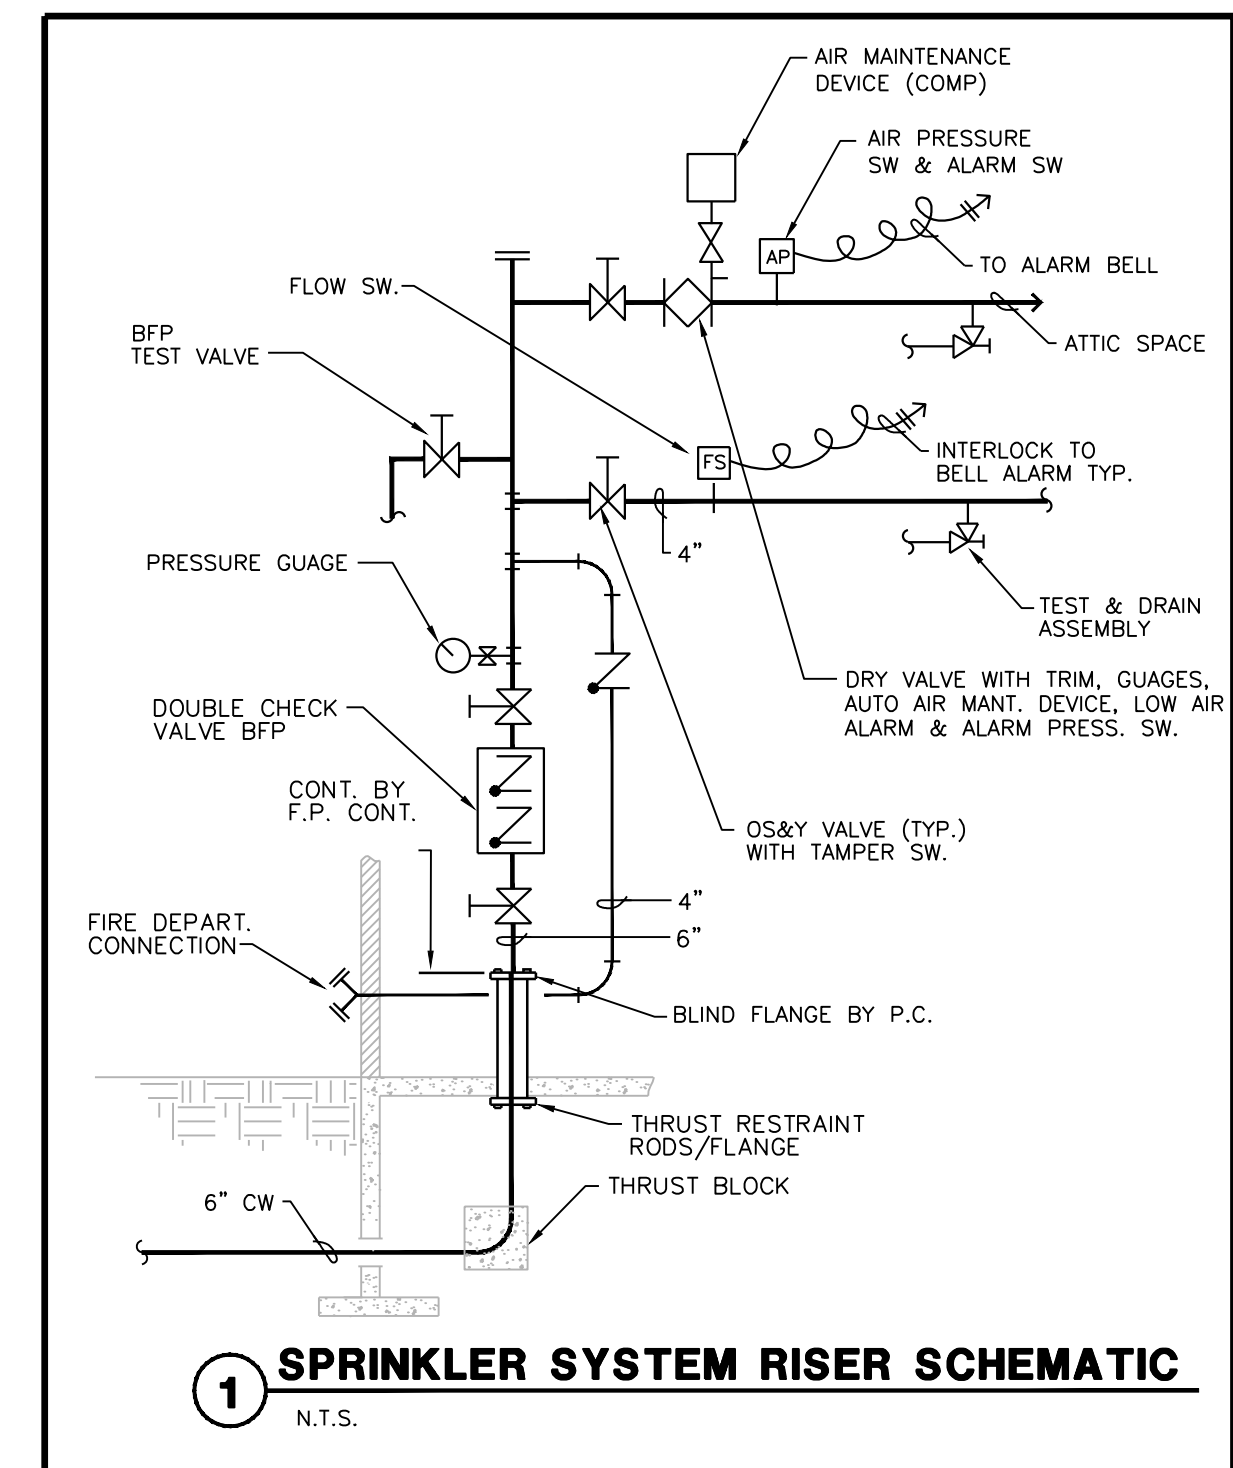 AIR MAINTENANCE
DEVICE (COMP)
AIR PRESSURE
SW & ALARM SW
AP
TO ALARM BELL
FLOW SW.
BFP
TEST VALVE
ATTIC SPACE
INTERLOCK TO
BELL ALARM TYP.
FS
4"
PRESSURE GUAGE
TEST & DRAIN
ASSEMBLY
DRY VALVE WITH TRIM, GUAGES,
AUTO AIR MANT. DEVICE, LOW AIR
ALARM & ALARM PRESS. SW.
DOUBLE CHECK
VALVE BFP
CONT. BY
F.P. CONT.
OS&Y VALVE (TYP.)
WITH TAMPER SW.
4"
6"
FIRE DEPART.
CONNECTION
BLIND FLANGE BY P.C.
THRUST RESTRAINT
RODS/FLANGE
THRUST BLOCK
6" CW
1
SPRINKLER SYSTEM RISER SCHEMATIC
N.T.S.